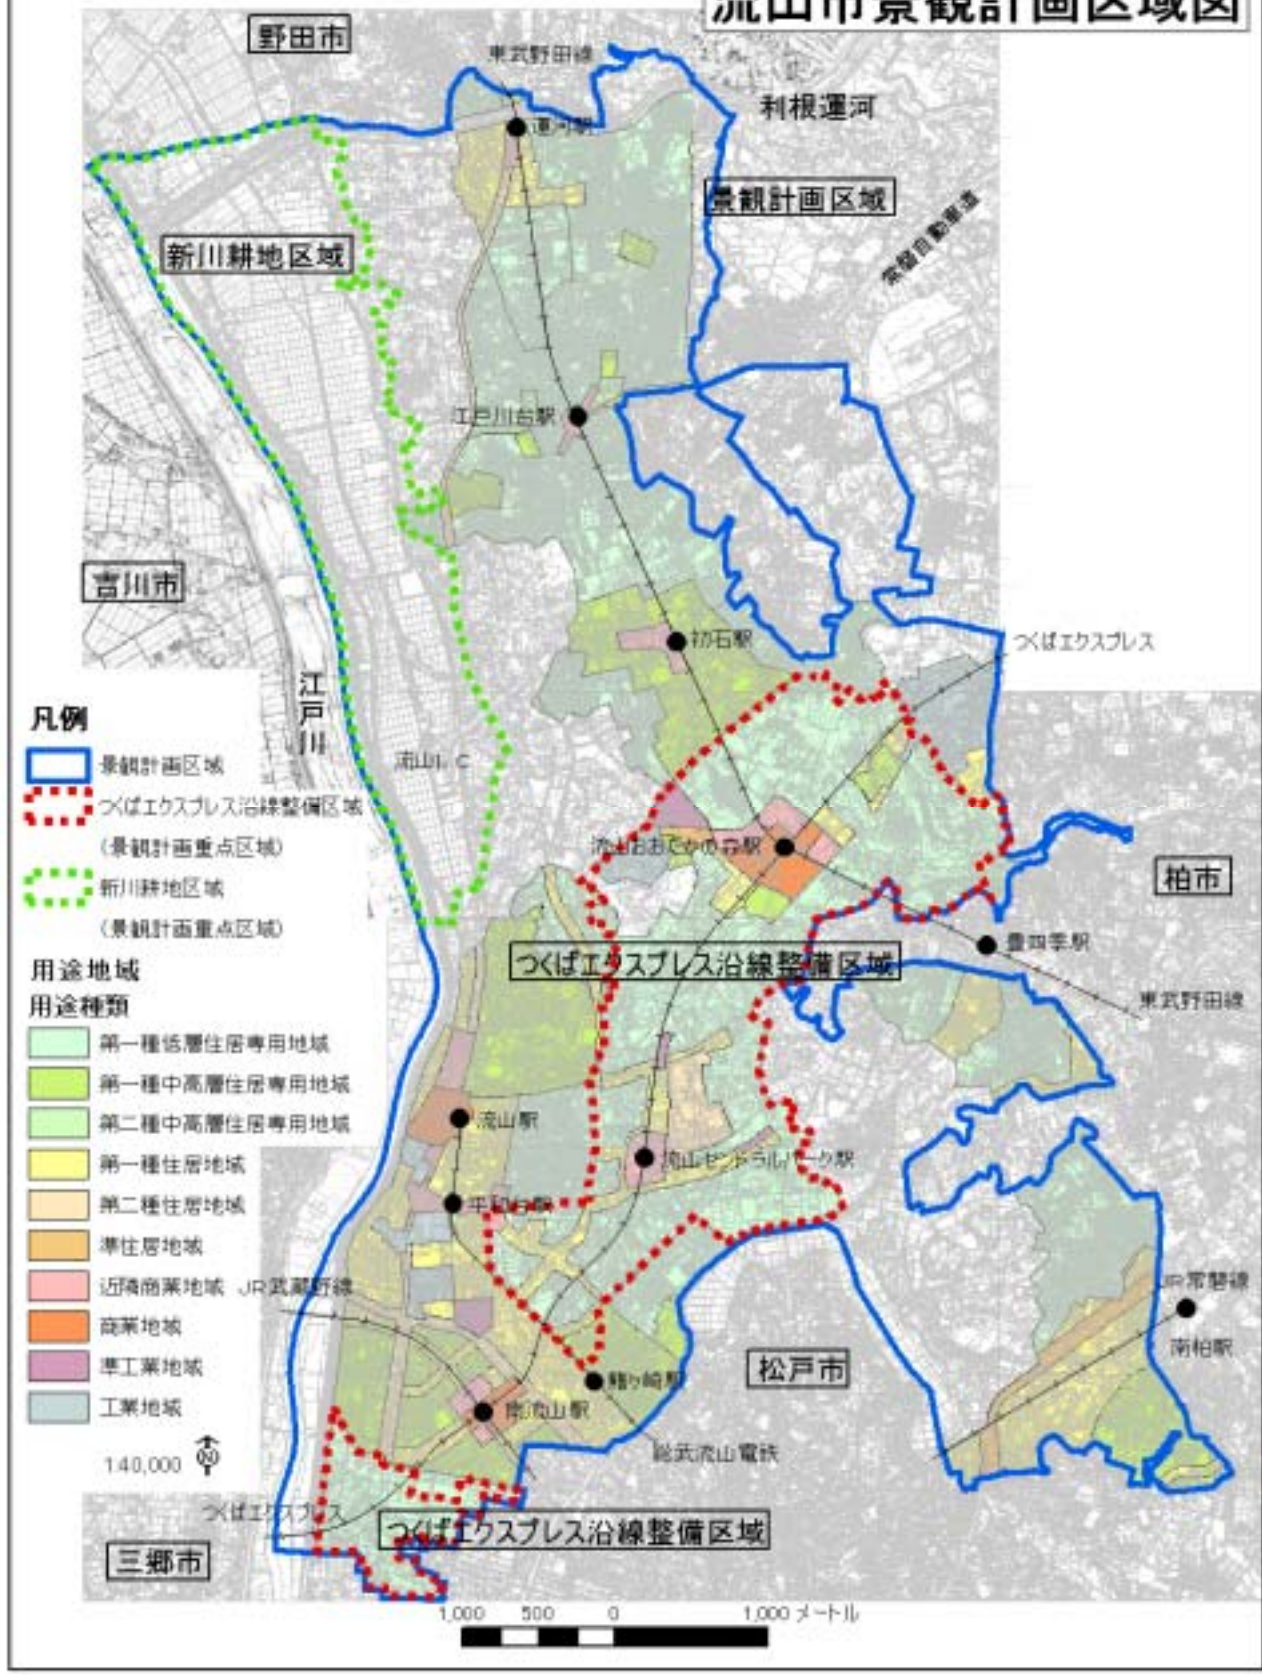 流山市景観計画区域図
野田市
東武野田線
利根運河
運河駅
景観計画区域
常磐自動車道
新川耕地区域
江戸川台駅
吉川市
初石駅
つくばエクスプレス
江戸川
流山I.C
凡例
景観計画区域
つくばエクスプレス沿線整備区域
(景観計画重点区域)
新川耕地区域
(景観計画重点区域)
流山おおたかの森駅
柏市
豊四季駅
つくばエクスプレス沿線整備区域
東武野田線
用途地域
用途種類
第一種低層住居専用地域
第一種中高層住居専用地域
第二種中高層住居専用地域
第一種住居地域
第二種住居地域
準住居地域
近隣商業地域
商業地域
準工業地域
工業地域
流山駅
流山セントラルパーク駅
平和台駅
JR武蔵野線
JR常磐線
南柏駅
松戸市
鰭ヶ崎駅
南流山駅
総武流山電鉄
1:40,000
N
つくばエクスプレス
つくばエクスプレス沿線整備区域
三郷市
1,000 500 0 1,000 メートル